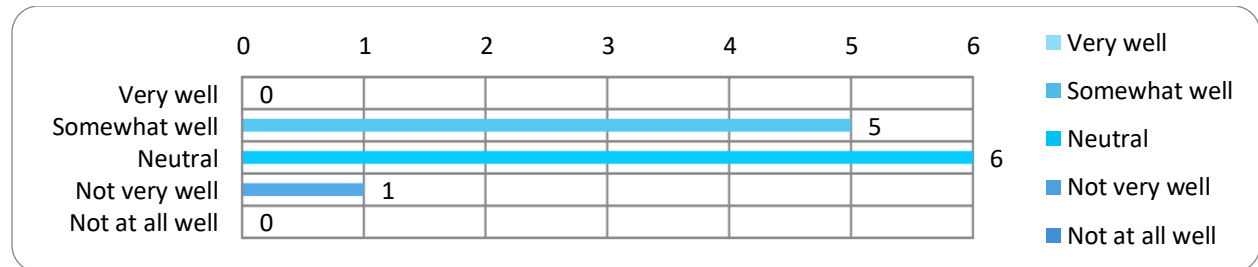 0 1 2 3 4 5 6
Very well 0
Somewhat well 5
Neutral 6
Not very well 1
Not at all well 0
Very well
Somewhat well
Neutral
Not very well
Not at all well